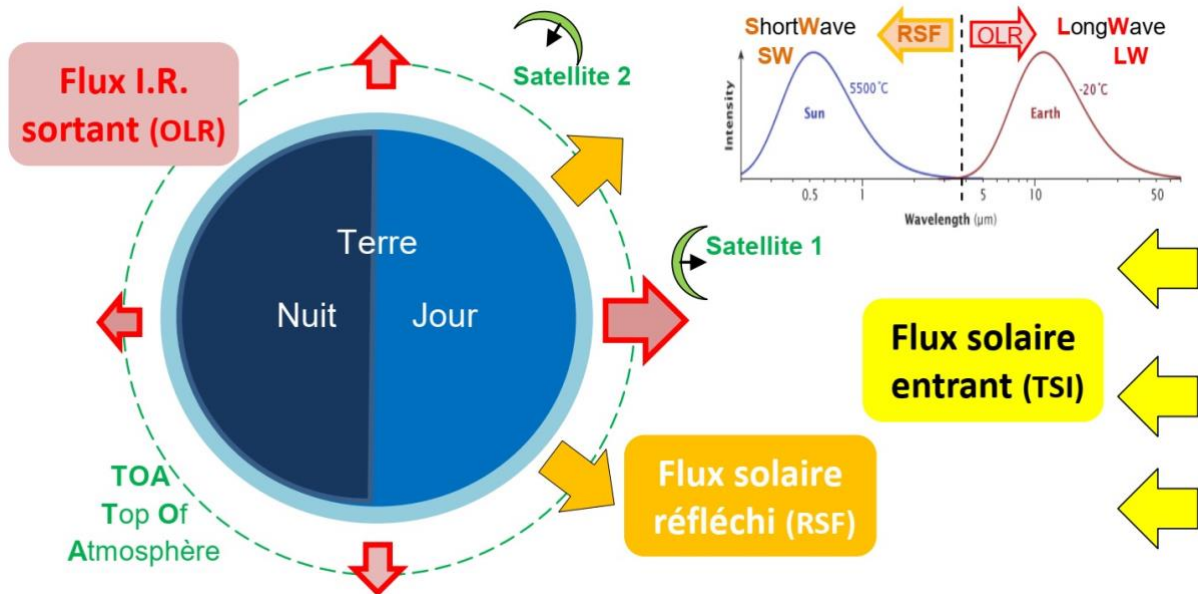 Flux I.R.
sortant (OLR)
Satellite 2
ShortWave
SW
RSF
OLR
LongWave
LW
Intensity
5500°C
Sun
-20°C
Earth
0.5 1 5 10 50
Wavelength (µm)
Satellite 1
Terre
Nuit Jour
Flux solaire
entrant (TSI)
Flux solaire
réfléchi (RSF)
TOA
Top Of
Atmosphère